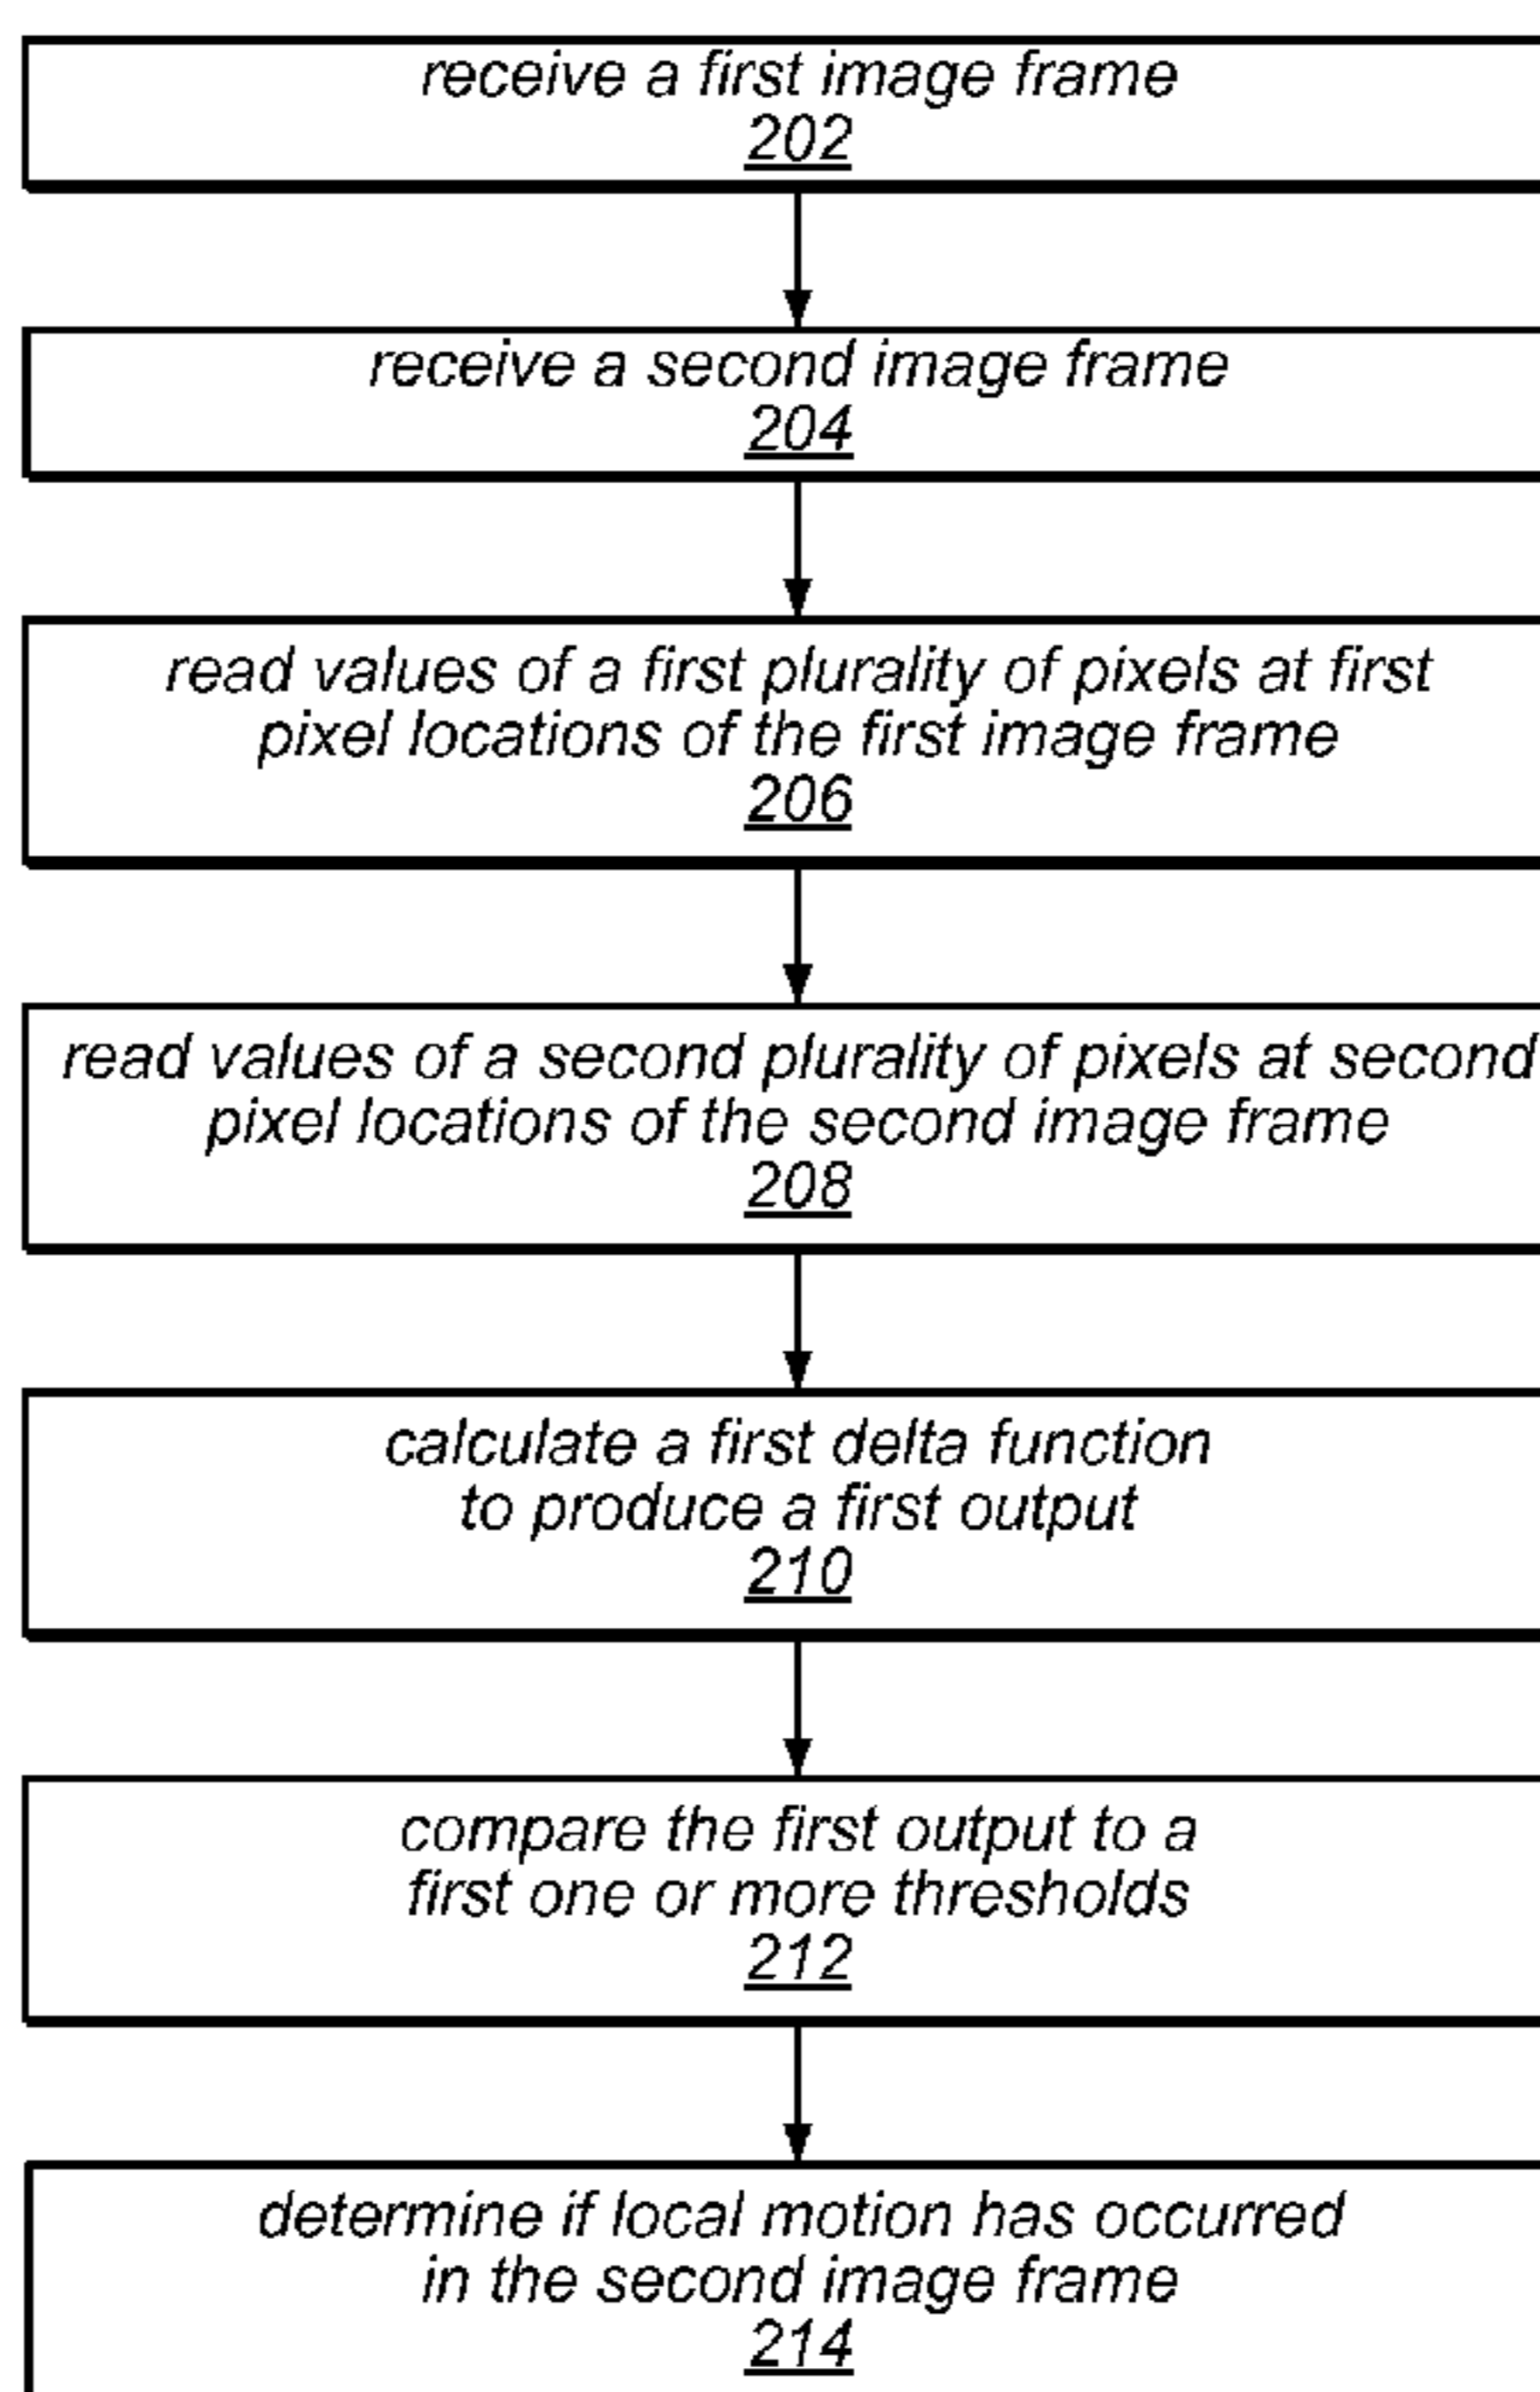 receive a first image frame
202
receive a second image frame
204
read values of a first plurality of pixels at first
pixel locations of the first image frame
206
read values of a second plurality of pixels at second
pixel locations of the second image frame
208
calculate a first delta function
to produce a first output
210
compare the first output to a
first one or more thresholds
212
determine if local motion has occurred
in the second image frame
214